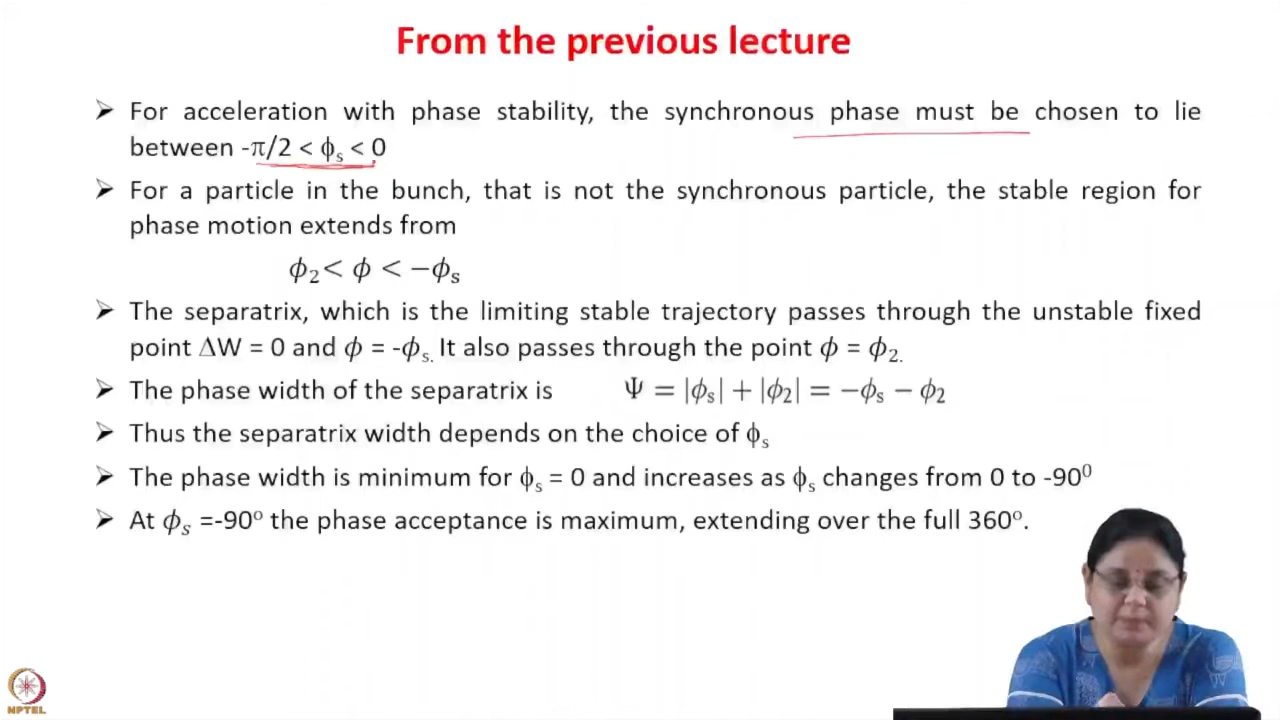 From the previous lecture
➢ For acceleration with phase stability, the synchronous phase must be chosen to lie
between -π/2 < ϕs < 0
➢ For a particle in the bunch, that is not the synchronous particle, the stable region for
phase motion extends from
ϕ2 < ϕ < −ϕs
➢ The separatrix, which is the limiting stable trajectory passes through the unstable fixed
point ΔW = 0 and ϕ = -ϕs. It also passes through the point ϕ = ϕ2.
➢ The phase width of the separatrix is Ψ = |ϕs| + |ϕ2| = −ϕs − ϕ2
➢ Thus the separatrix width depends on the choice of ϕs
➢ The phase width is minimum for ϕs = 0 and increases as ϕs changes from 0 to -90⁰
➢ At ϕs =-90° the phase acceptance is maximum, extending over the full 360°.
NPTEL